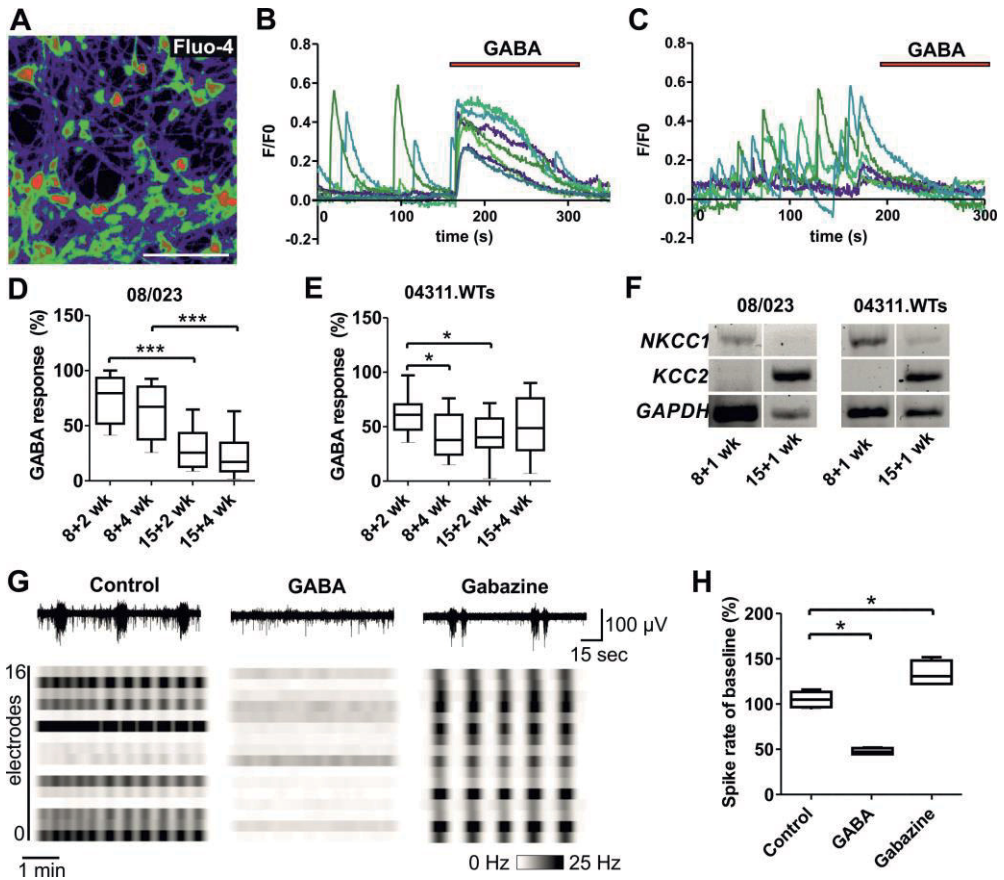 A
Fluo-4
B
GABA
0.8
0.6
0.4
0.2
0.0
-0.2
F/F0
0
100
200
300
time (s)
C
GABA
0.8
0.6
0.4
0.2
0.0
-0.2
F/F0
0
100
200
300
time (s)
D
08/023
***
***
150
100
50
0
GABA response (%)
8+2 wk
8+4 wk
15+2 wk
15+4 wk
E
04311.WTs
*
*
150
100
50
0
GABA response (%)
8+2 wk
8+4 wk
15+2 wk
15+4 wk
F
08/023 04311.WTs
NKCC1
KCC2
GAPDH
8+1 wk
15+1 wk
8+1 wk
15+1 wk
G
Control GABA Gabazine
100 µV
15 sec
16
electrodes
0
1 min
0 Hz 25 Hz
H
*
*
200
150
100
50
0
Spike rate of baseline (%)
Control
GABA
Gabazine